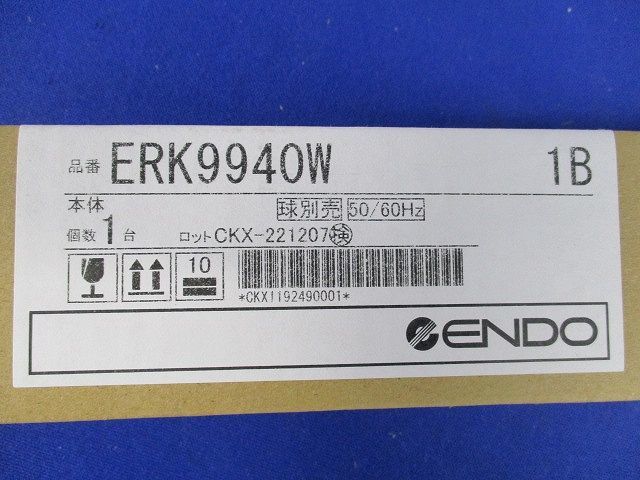 品番 ERK9940W 1B
本体 球別売 50/60Hz
個数 1 台 ロット CKX-221207 検
10
*CKX1192490001*
ENDO